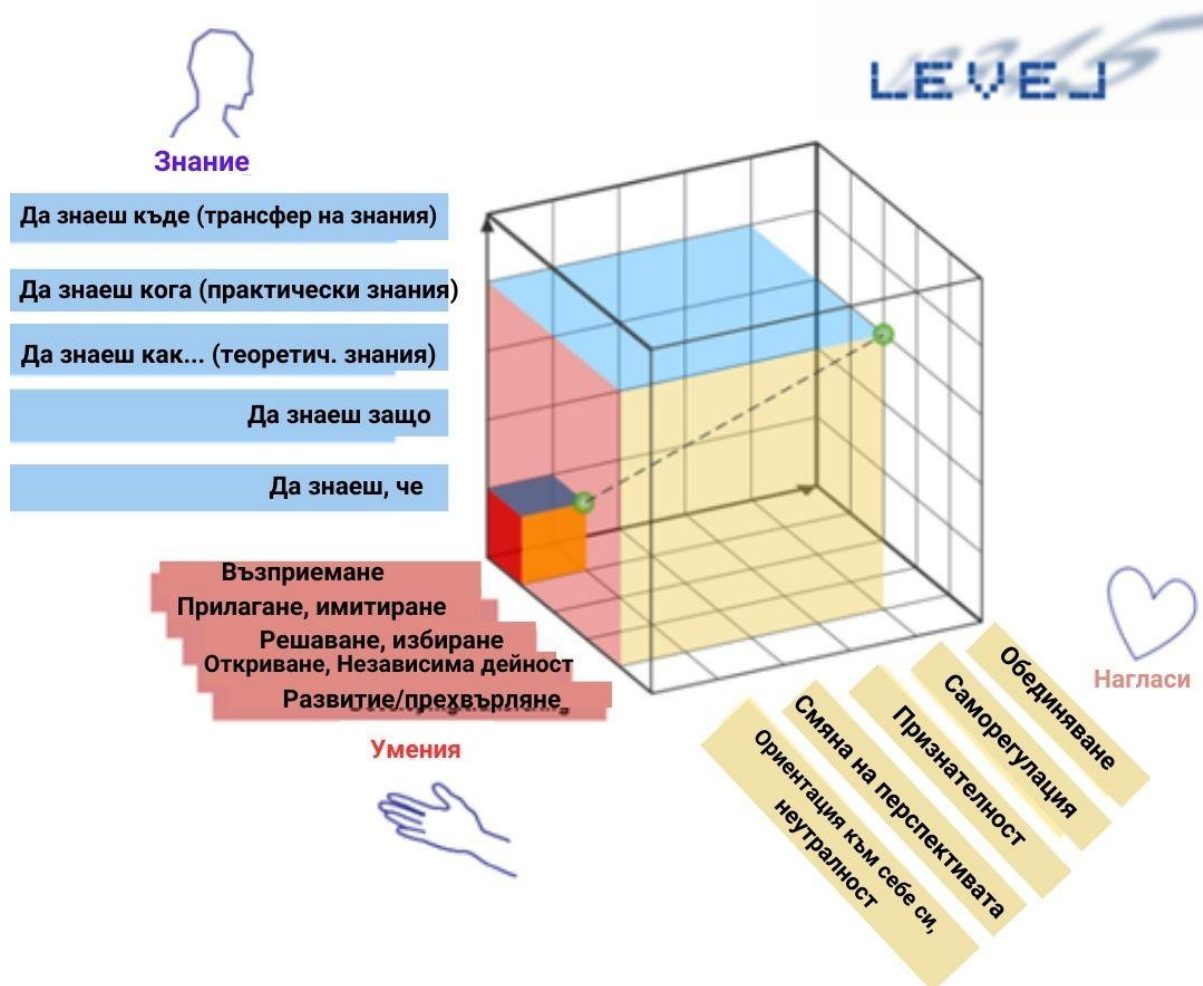 LEVEL
Знание
Да знаеш къде (трансфер на знания)
Да знаеш кога (практически знания)
Да знаеш как... (теоретич. знания)
Да знаеш защо
Да знаеш, че
Възприемане
Прилагане, имитиране
Решаване, избиране
Откриване, Независима дейност
Развитие/прехвърляне
Умения
Нагласи
Обединяване
Саморегулация
Признателност
Смяна на перспективата
Ориентация към себе си,
неутралност